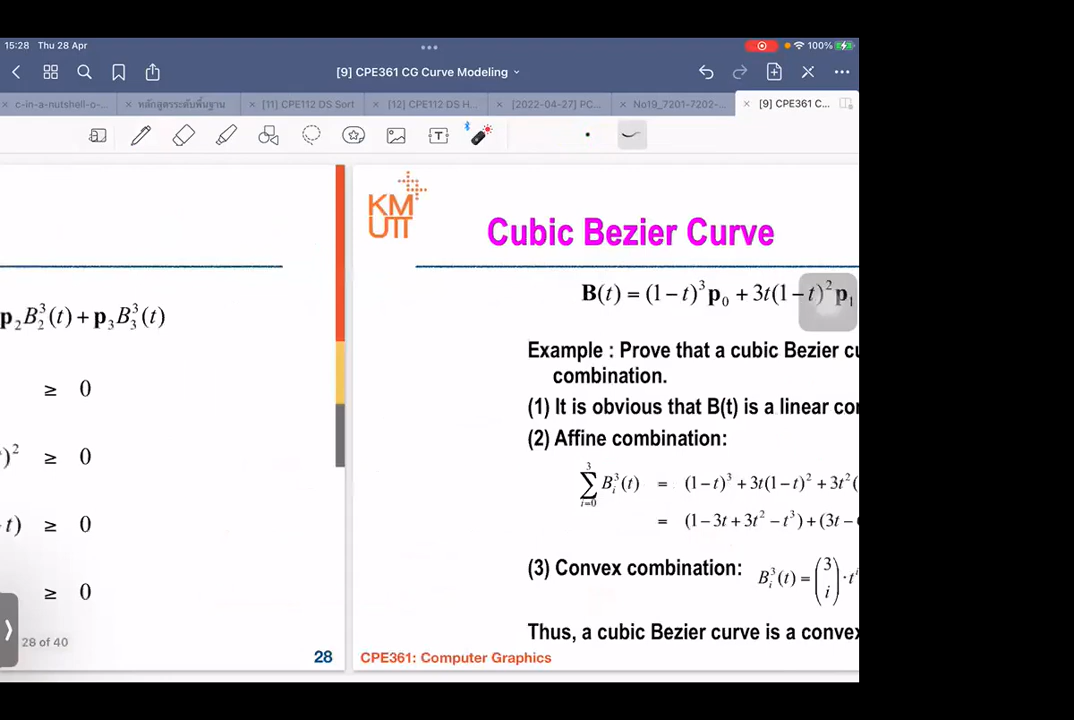 15:28 Thu 28 Apr
100%
[9] CPE361 CG Curve Modeling
c-in-a-nutshell-o-...
หลักสูตรระดับพื้นฐาน
[11] CPE112 DS Sort
[12] CPE112 DS H...
[2022-04-27] PC...
No19_7201-7202-...
[9] CPE361 C...
T
p₂B₂³(t) + p₃B₃³(t)
≥ 0
)² ≥ 0
t) ≥ 0
≥ 0
28 of 40
28
KM
UTT
Cubic Bezier Curve
B(t) = (1 − t)³p₀ + 3t(1 − t)²p₁
Example : Prove that a cubic Bezier cu
combination.
(1) It is obvious that B(t) is a linear co
(2) Affine combination:
∑_{i=0}^{3} Bᵢ³(t) = (1 − t)³ + 3t(1 − t)² + 3t²(
= (1 − 3t + 3t² − t³) + (3t −
(3) Convex combination: Bᵢ³(t) = (3 i) · tⁱ
Thus, a cubic Bezier curve is a convex
CPE361: Computer Graphics